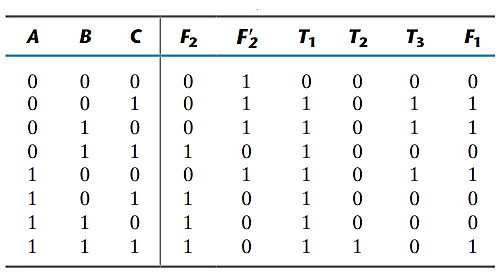 A B C F₂ F′₂ T₁ T₂ T₃ F₁
0 0 0 0 1 0 0 0 0
0 0 1 0 1 1 0 1 1
0 1 0 0 1 1 0 1 1
0 1 1 1 0 1 0 0 0
1 0 0 0 1 1 0 1 1
1 0 1 1 0 1 0 0 0
1 1 0 1 0 1 0 0 0
1 1 1 1 0 1 1 0 1